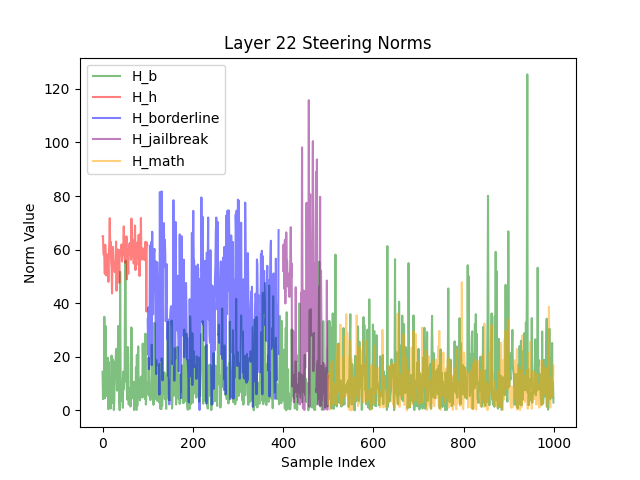 Layer 22 Steering Norms
H_b
H_h
H_borderline
H_jailbreak
H_math
Norm Value
120
100
80
60
40
20
0
0 200 400 600 800 1000
Sample Index